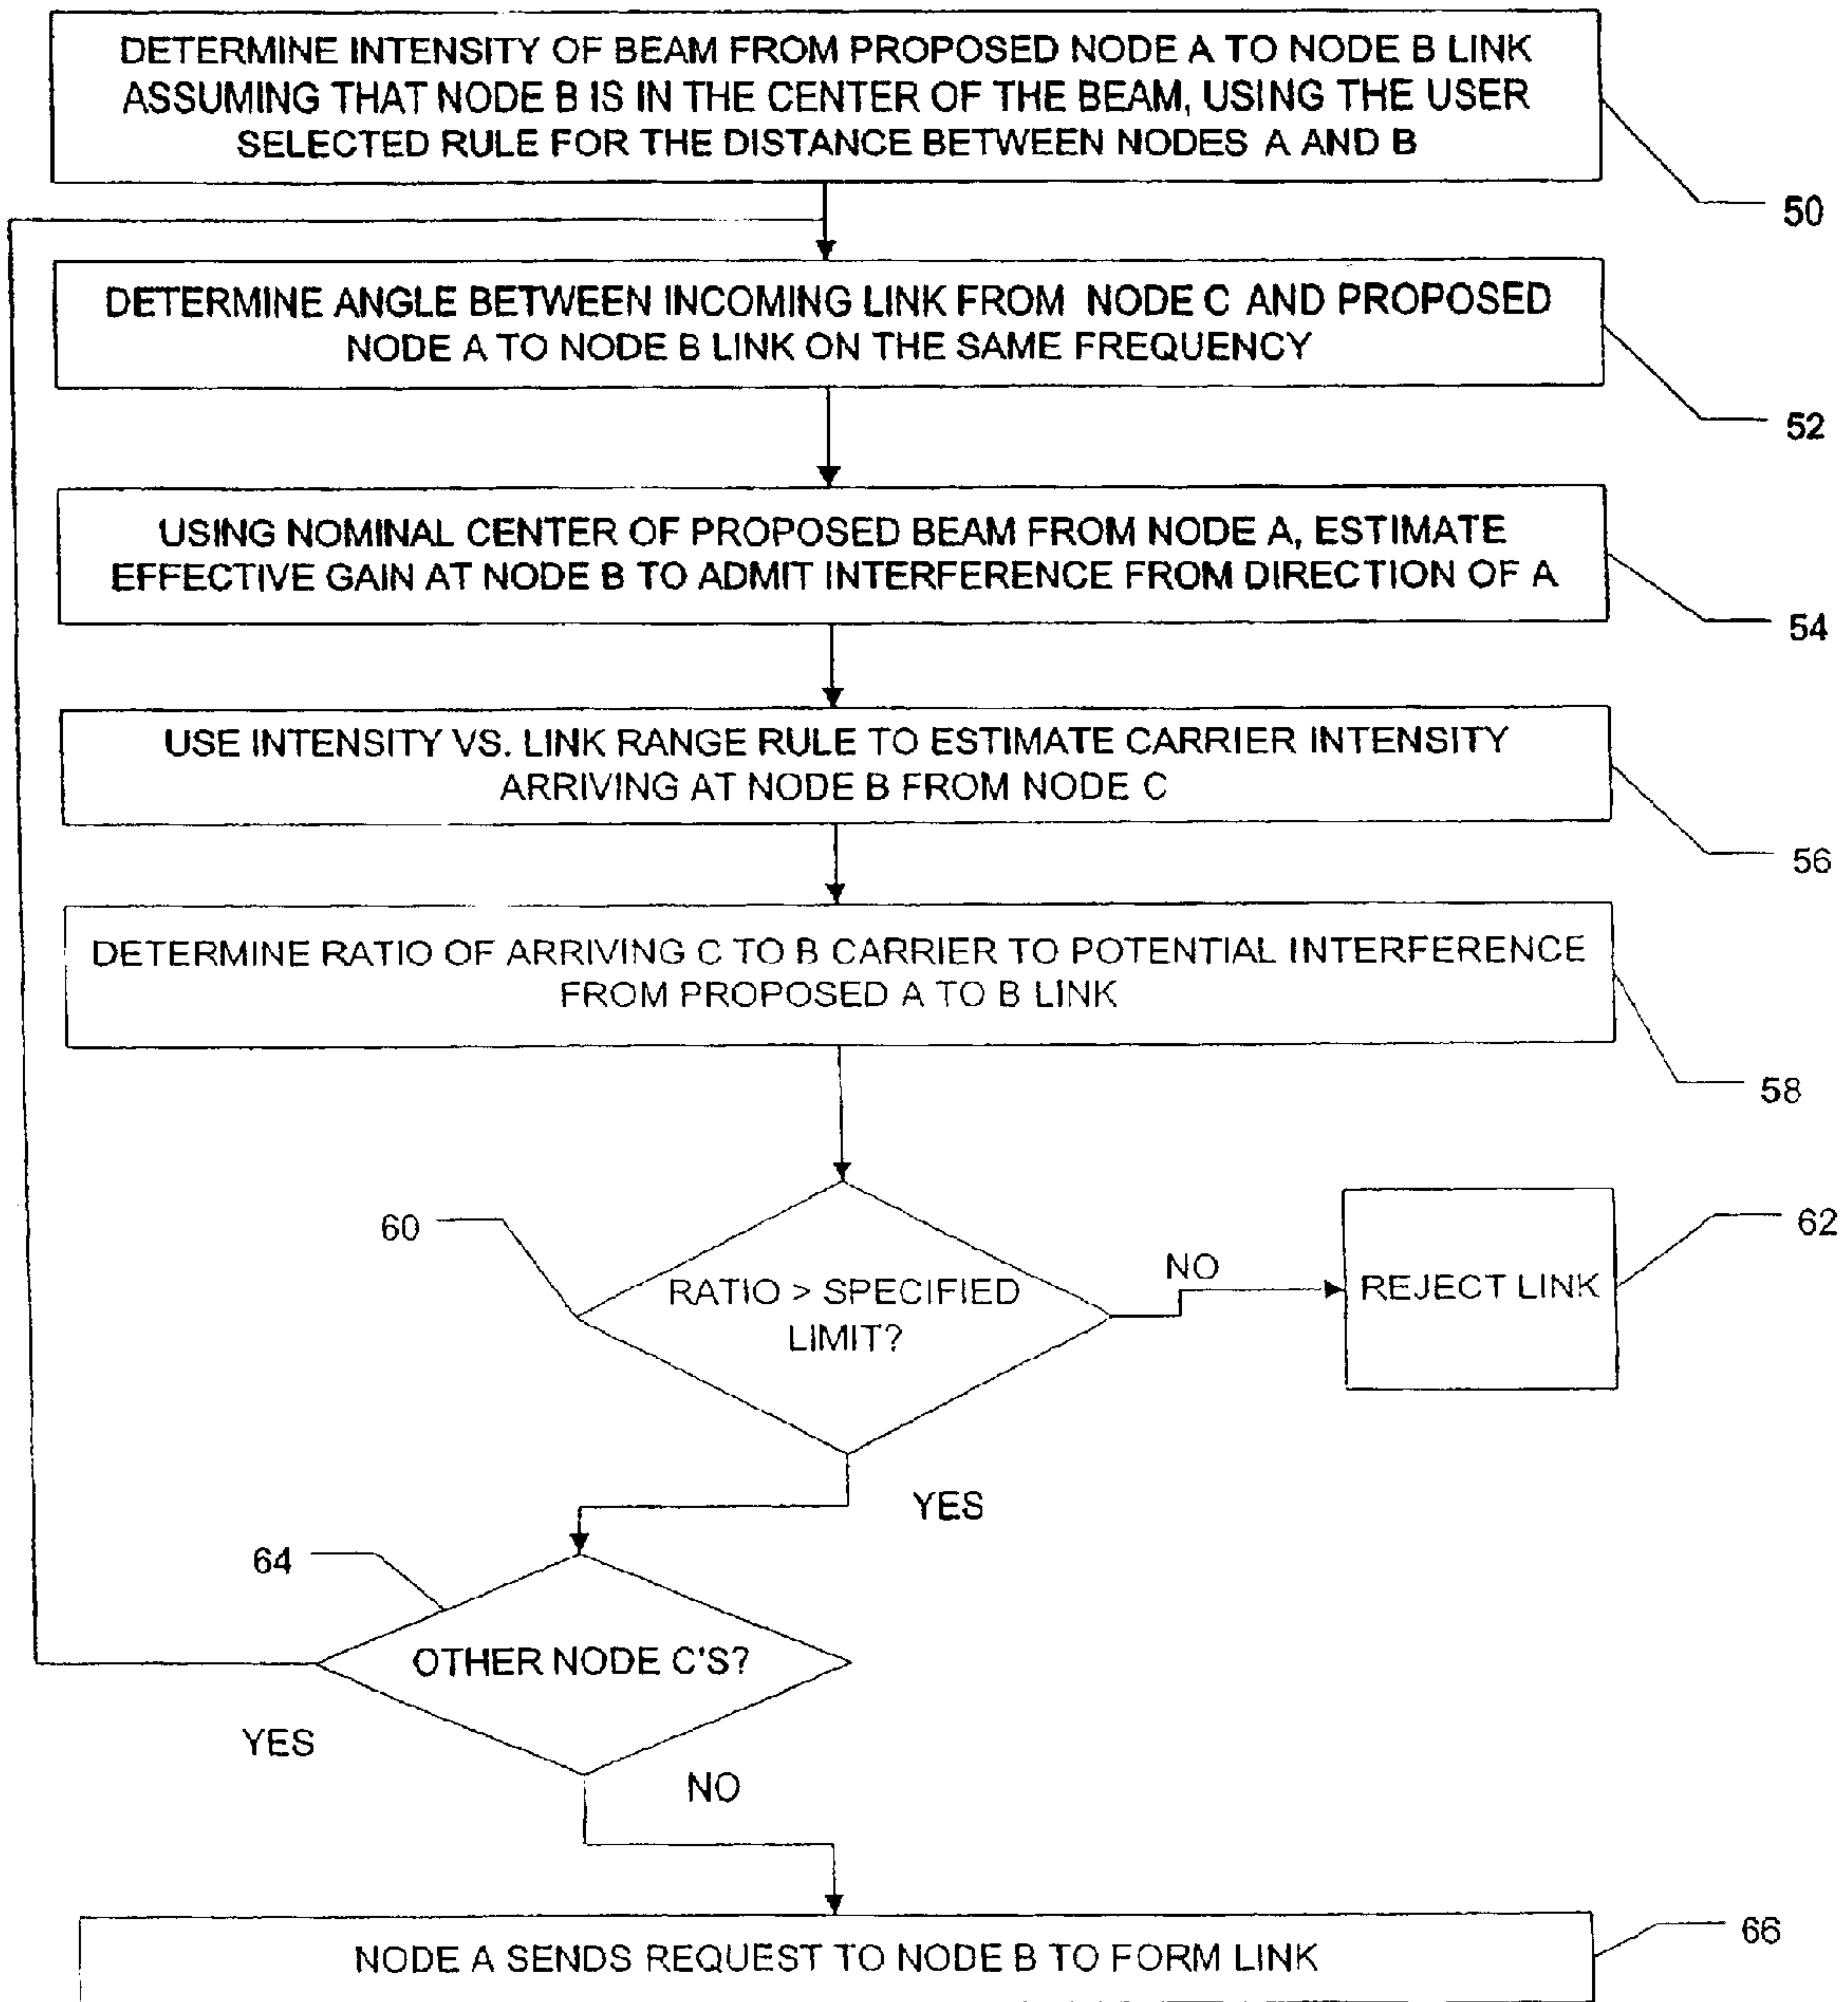 DETERMINE INTENSITY OF BEAM FROM PROPOSED NODE A TO NODE B LINK
ASSUMING THAT NODE B IS IN THE CENTER OF THE BEAM, USING THE USER
SELECTED RULE FOR THE DISTANCE BETWEEN NODES A AND B
50
DETERMINE ANGLE BETWEEN INCOMING LINK FROM NODE C AND PROPOSED
NODE A TO NODE B LINK ON THE SAME FREQUENCY
52
USING NOMINAL CENTER OF PROPOSED BEAM FROM NODE A, ESTIMATE
EFFECTIVE GAIN AT NODE B TO ADMIT INTERFERENCE FROM DIRECTION OF A
54
USE INTENSITY VS. LINK RANGE RULE TO ESTIMATE CARRIER INTENSITY
ARRIVING AT NODE B FROM NODE C
56
DETERMINE RATIO OF ARRIVING C TO B CARRIER TO POTENTIAL INTERFERENCE
FROM PROPOSED A TO B LINK
58
60
RATIO > SPECIFIED
LIMIT?
NO
REJECT LINK
62
YES
64
OTHER NODE C'S?
YES
NO
NODE A SENDS REQUEST TO NODE B TO FORM LINK
66